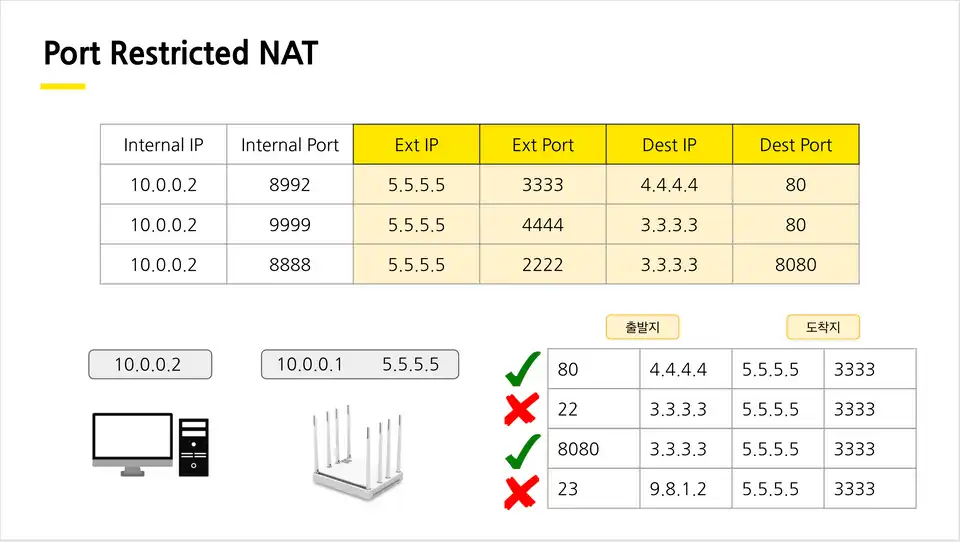 Port Restricted NAT
Internal IP Internal Port Ext IP Ext Port Dest IP Dest Port
10.0.0.2 8992 5.5.5.5 3333 4.4.4.4 80
10.0.0.2 9999 5.5.5.5 4444 3.3.3.3 80
10.0.0.2 8888 5.5.5.5 2222 3.3.3.3 8080
출발지 도착지
10.0.0.2 10.0.0.1 5.5.5.5
80 4.4.4.4 5.5.5.5 3333
22 3.3.3.3 5.5.5.5 3333
8080 3.3.3.3 5.5.5.5 3333
23 9.8.1.2 5.5.5.5 3333